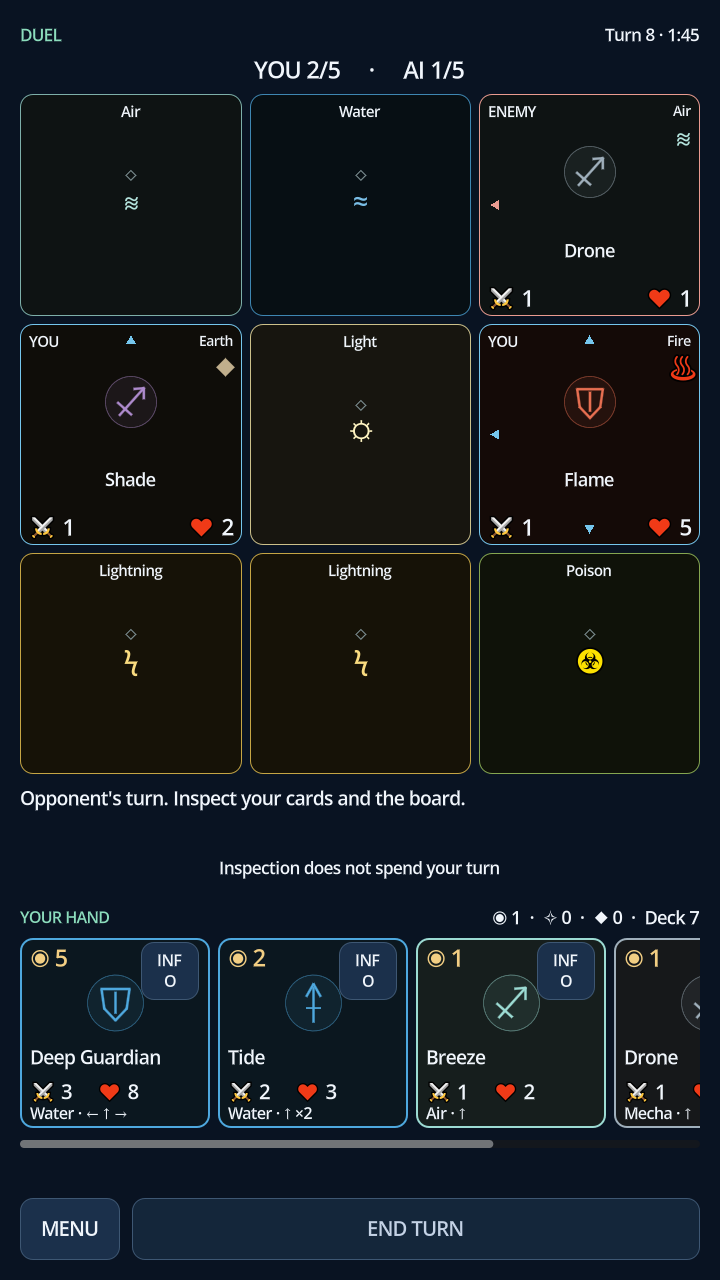 DUEL
Turn 8 · 1:45
YOU 2/5 · AI 1/5
Air
Water
ENEMY Air
Drone
1 1
YOU Earth
Shade
1 2
Light
YOU Fire
Flame
1 5
Lightning
Lightning
Poison
Opponent's turn. Inspect your cards and the board.
Inspection does not spend your turn
YOUR HAND
◉ 1 · ✧ 0 · ◆ 0 · Deck 7
◉ 5
INF
O
Deep Guardian
3 8
Water · ← ↑ →
◉ 2
INF
O
Tide
2 3
Water · ↑ ×2
◉ 1
INF
O
Breeze
1 2
Air · ↑
◉ 1
Drone
1
Mecha · ↑
MENU
END TURN